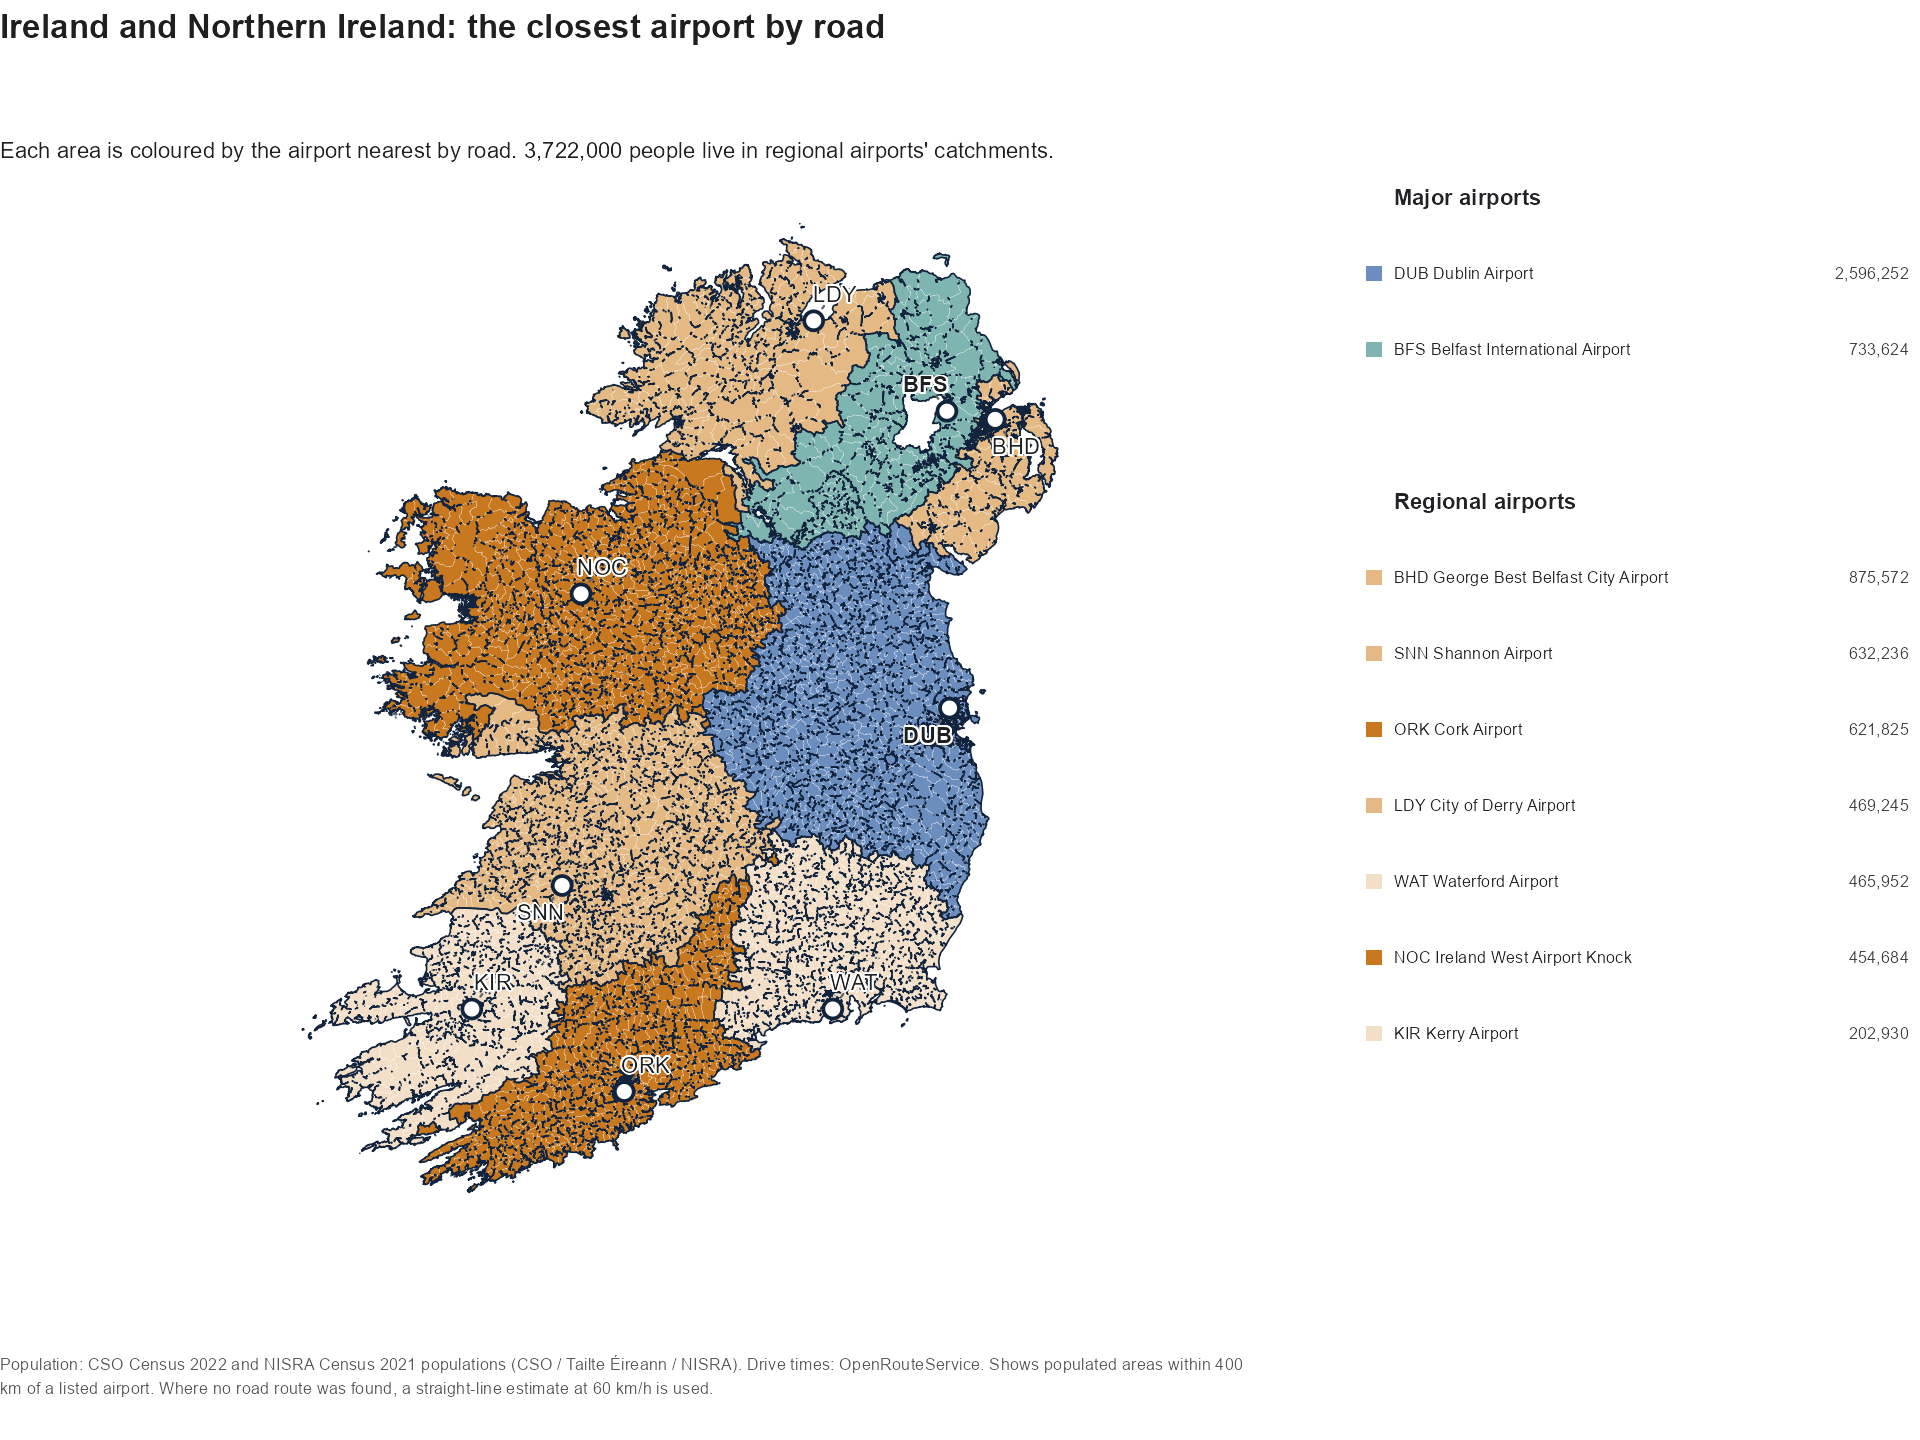 Ireland and Northern Ireland: the closest airport by road
Each area is coloured by the airport nearest by road. 3,722,000 people live in regional airports' catchments.
Major airports
DUB Dublin Airport 2,596,252
BFS Belfast International Airport 733,624
Regional airports
BHD George Best Belfast City Airport 875,572
SNN Shannon Airport 632,236
ORK Cork Airport 621,825
LDY City of Derry Airport 469,245
WAT Waterford Airport 465,952
NOC Ireland West Airport Knock 454,684
KIR Kerry Airport 202,930
LDY
BFS
BHD
NOC
DUB
SNN
KIR
WAT
ORK
Population: CSO Census 2022 and NISRA Census 2021 populations (CSO / Tailte Éireann / NISRA). Drive times: OpenRouteService. Shows populated areas within 400
km of a listed airport. Where no road route was found, a straight-line estimate at 60 km/h is used.